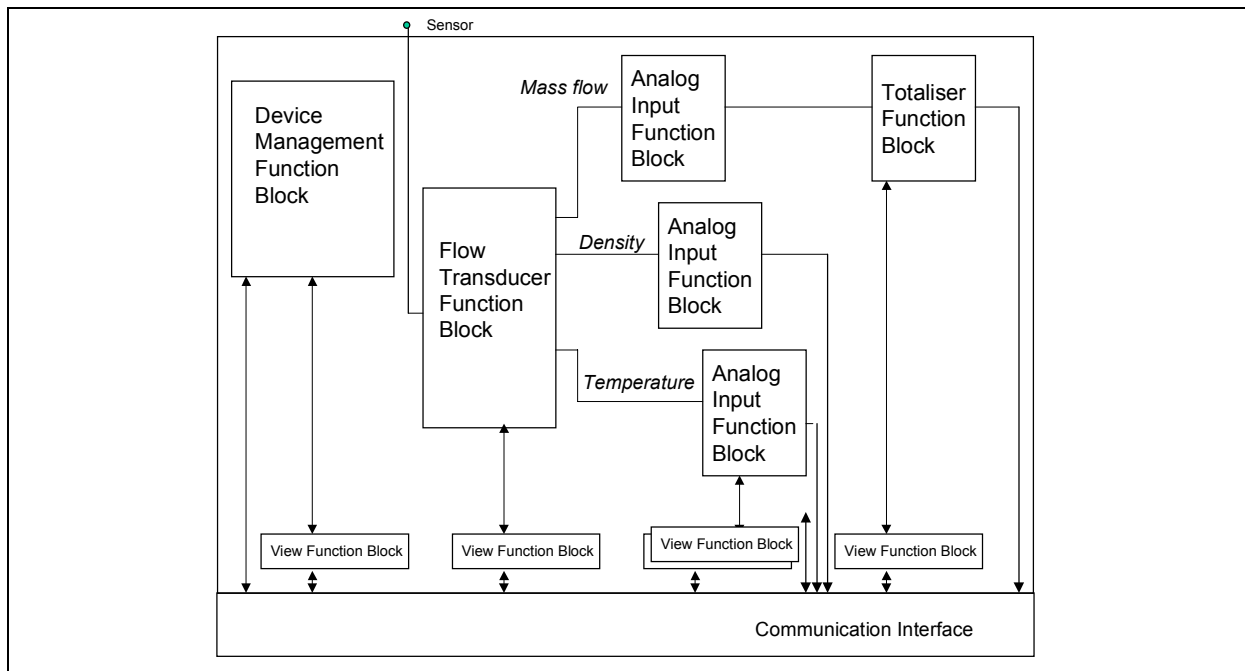 Sensor
Device
Management
Function
Block
Mass flow
Analog
Input
Function
Block
Totaliser
Function
Block
Flow
Transducer
Function
Block
Density
Analog
Input
Function
Block
Temperature
Analog
Input
Function
Block
View Function Block
View Function Block
View Function Block
View Function Block
Communication Interface